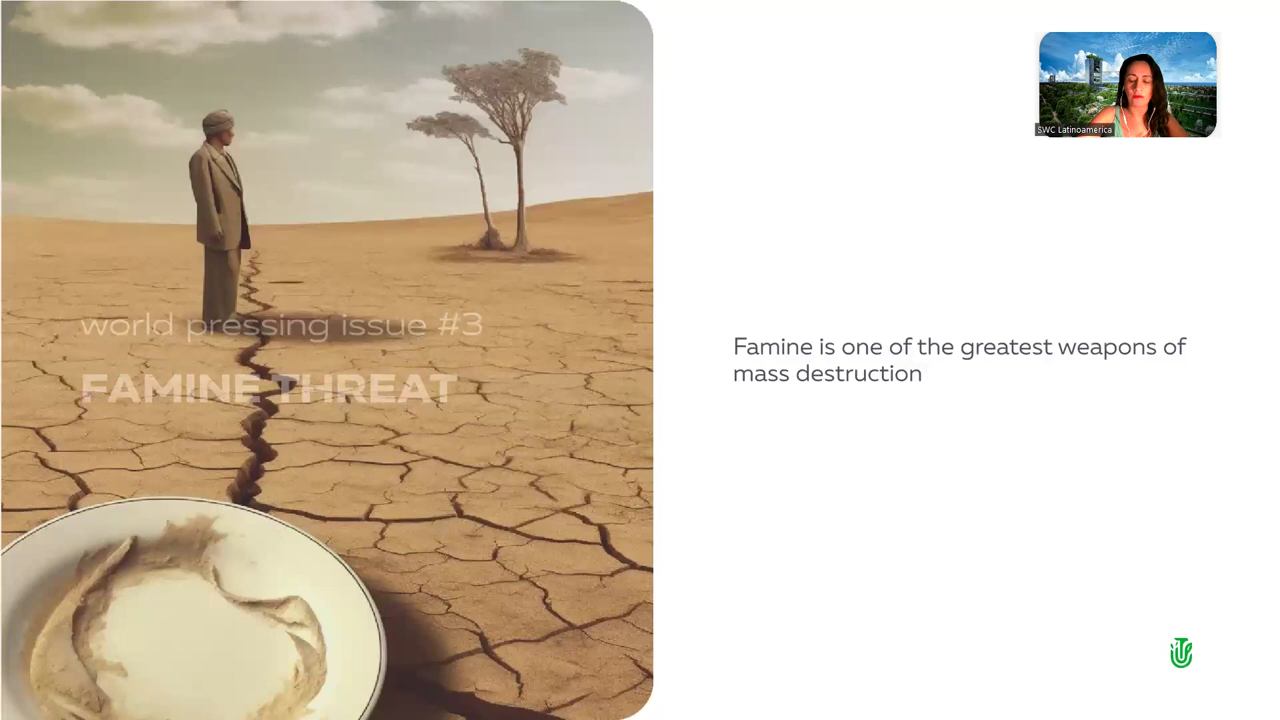 SWC Latinoamerica
world pressing issue #3
FAMINE THREAT
Famine is one of the greatest weapons of
mass destruction